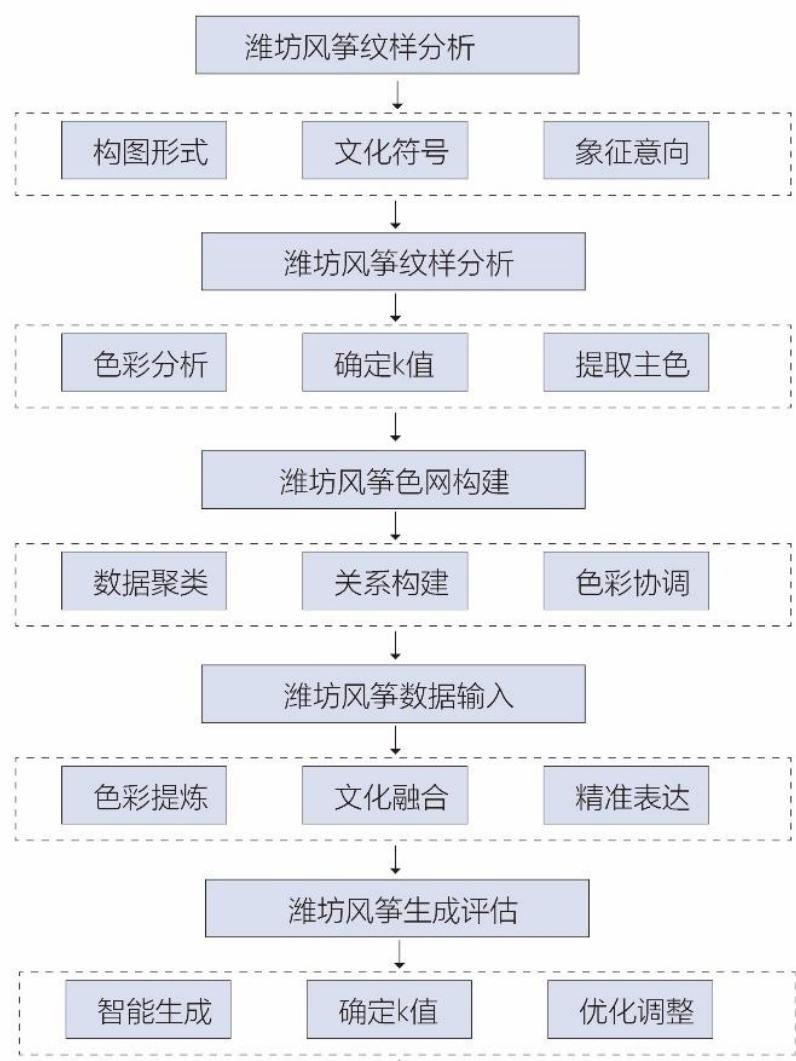 潍坊风筝纹样分析
构图形式 文化符号 象征意向
潍坊风筝纹样分析
色彩分析 确定k值 提取主色
潍坊风筝色网构建
数据聚类 关系构建 色彩协调
潍坊风筝数据输入
色彩提炼 文化融合 精准表达
潍坊风筝生成评估
智能生成 确定k值 优化调整